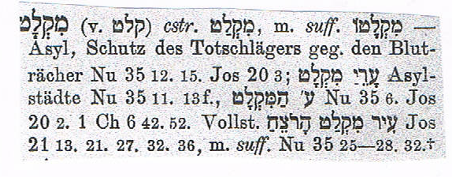 מִקְלָט (v. קלט) cstr. מִקְלַט, m. suff. מִקְלָטוֹ —
Asyl, Schutz des Totschlägers geg. den Blut-
rächer Nu 35 12. 15. Jos 20 3; עָרֵי מִקְלָט Asyl-
städte Nu 35 11. 13f., עָ׳ הַמִּקְלָט Nu 35 6. Jos
20 2. 1 Ch 6 42. 52. Vollst. עִיר מִקְלַט הָרֹצֵחַ Jos
21 13. 21. 27. 32. 36, m. suff. Nu 35 25—28. 32.†